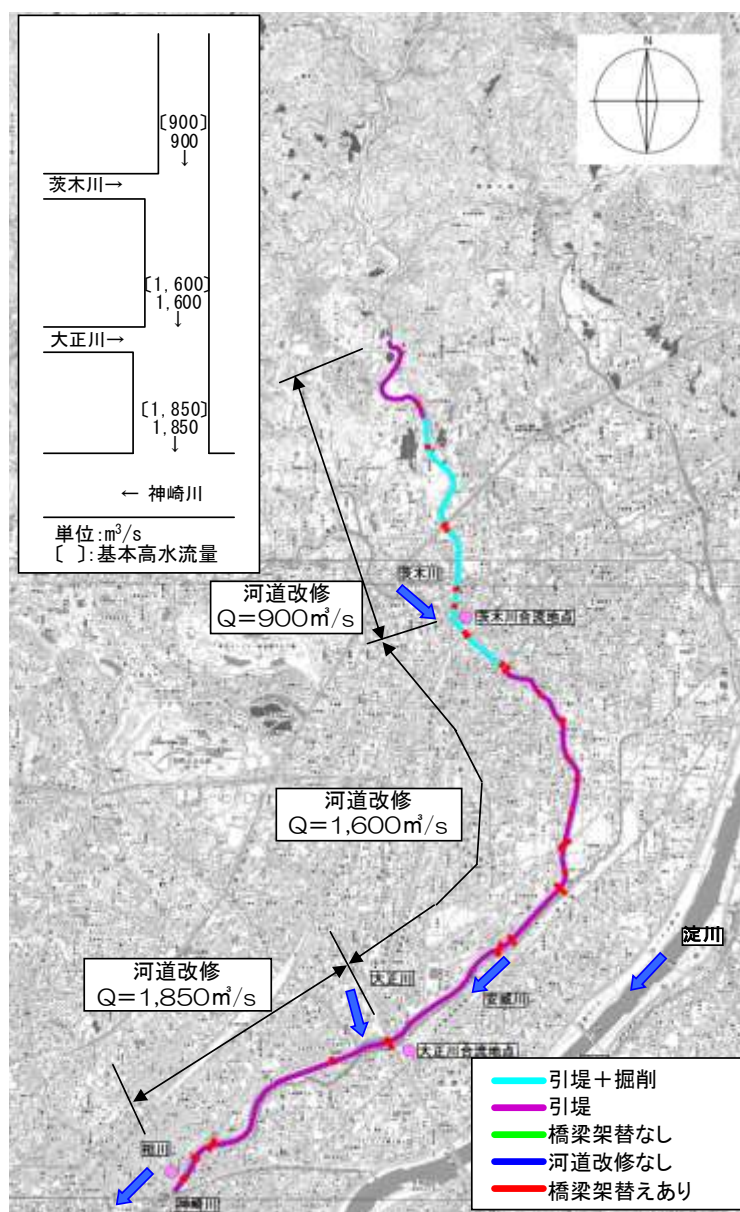 N
〔900〕
900
↓
茨木川→
〔1,600〕
1,600
↓
大正川→
〔1,850〕
1,850
↓
← 神崎川
単位:m³/s
〔 〕:基本高水流量
河道改修
Q=900㎥/s
茨木川
茨木川合流地点
河道改修
Q=1,600㎥/s
淀川
河道改修
Q=1,850㎥/s
大正川
安威川
大正川合流地点
神崎川
引堤+掘削
引堤
橋梁架替なし
河道改修なし
橋梁架替えあり